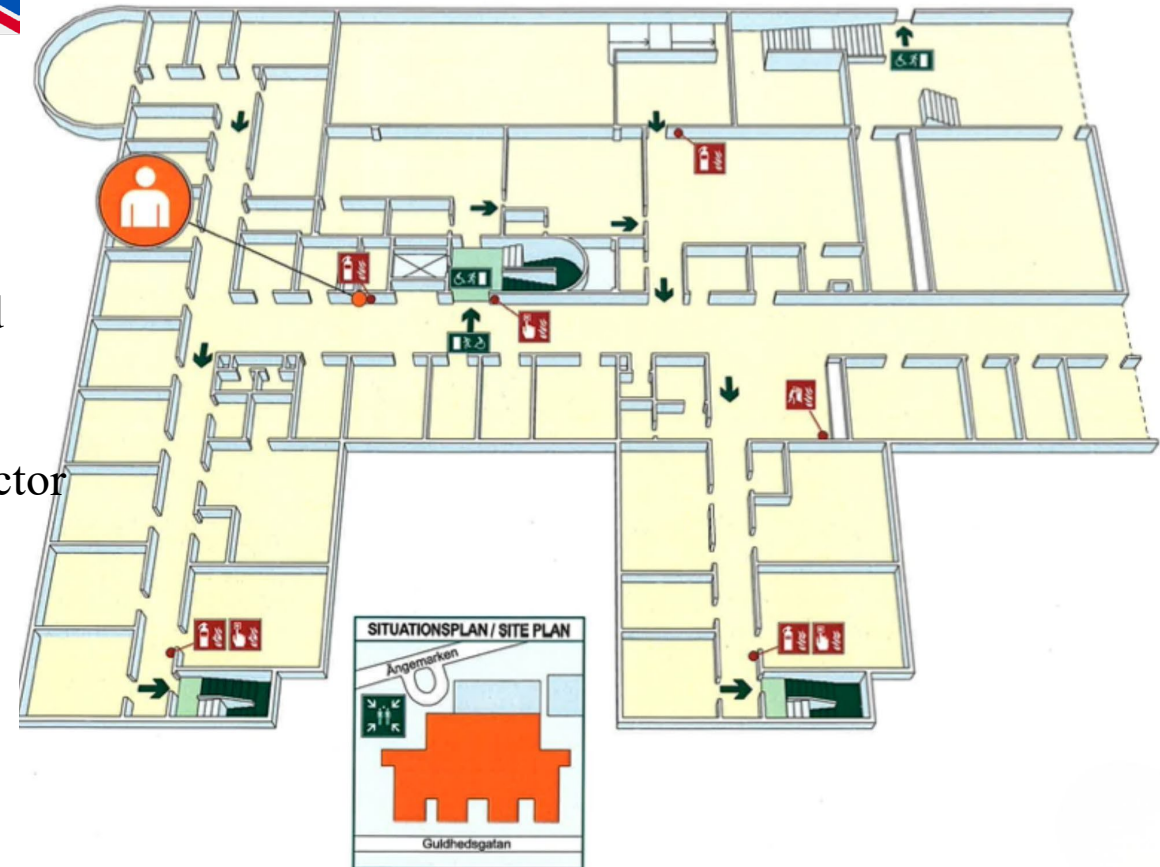 d
ctor
SITUATIONSPLAN / SITE PLAN
Ängemarken
Guldhedsgatan